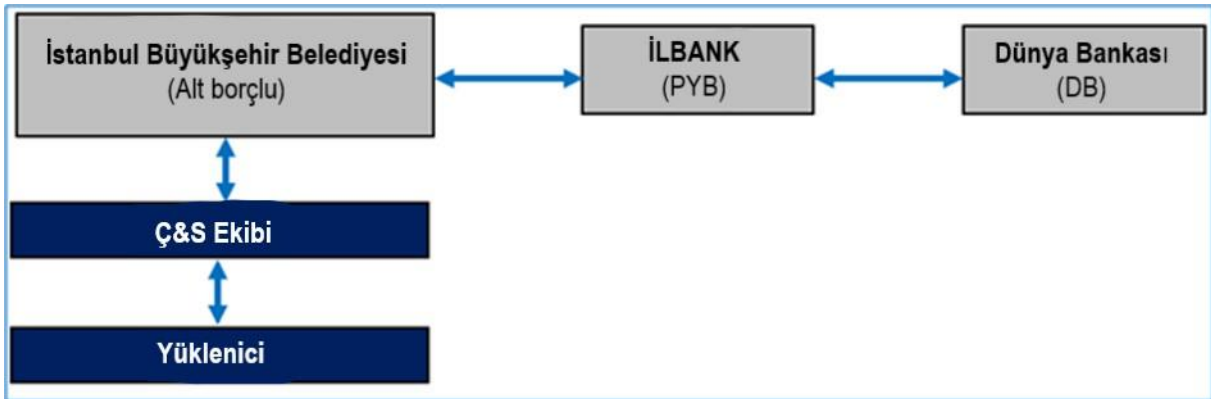 İstanbul Büyükşehir Belediyesi
(Alt borçlu)
İLBANK
(PYB)
Dünya Bankası
(DB)
Ç&S Ekibi
Yüklenici